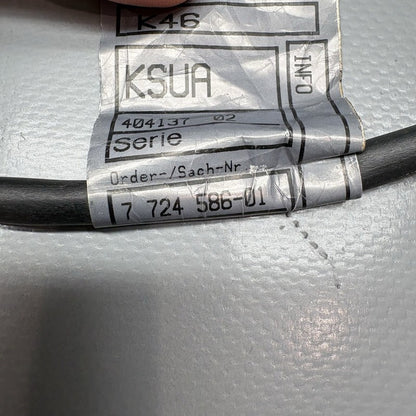 K46
KSUA
INFO
404137 02
Serie
Order-/Sach-Nr
7 724 586-01